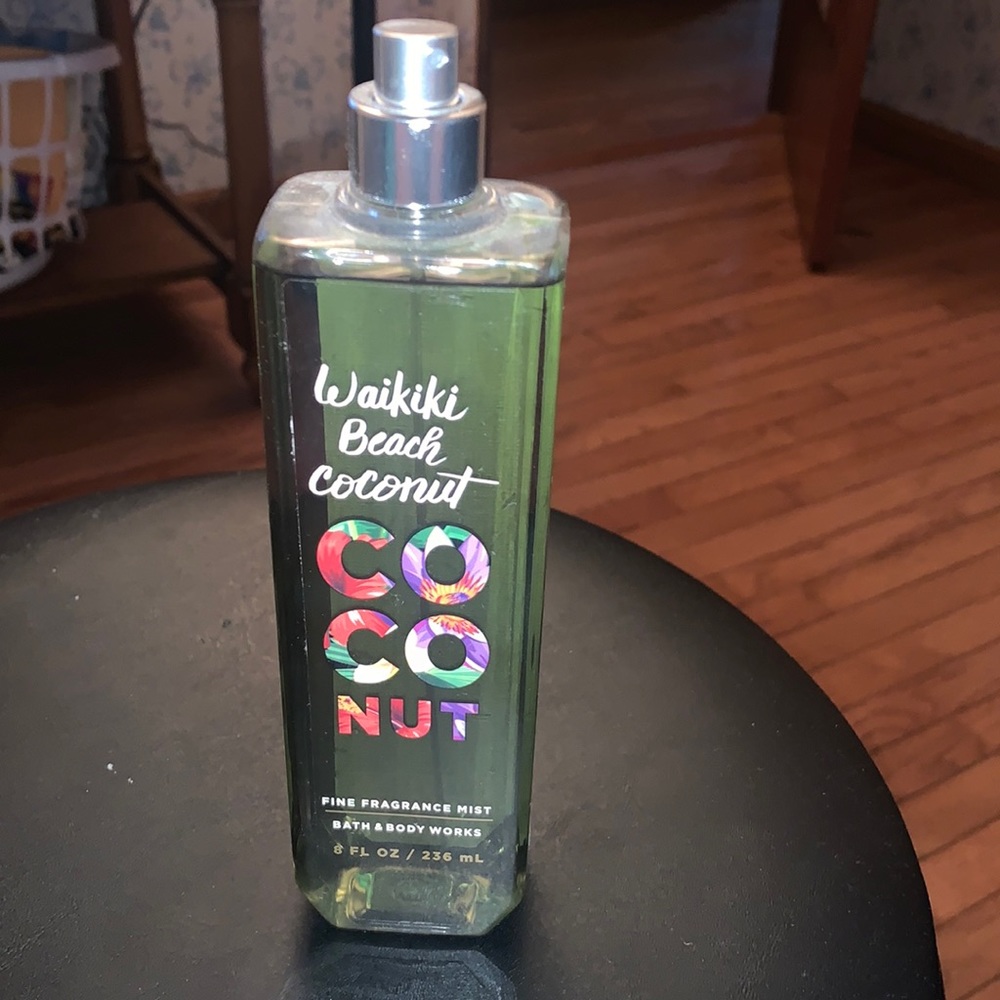 Waikiki
Beach
Coconut
CO
CO
NUT
FINE FRAGRANCE MIST
BATH & BODY WORKS
8 FL OZ / 236 mL